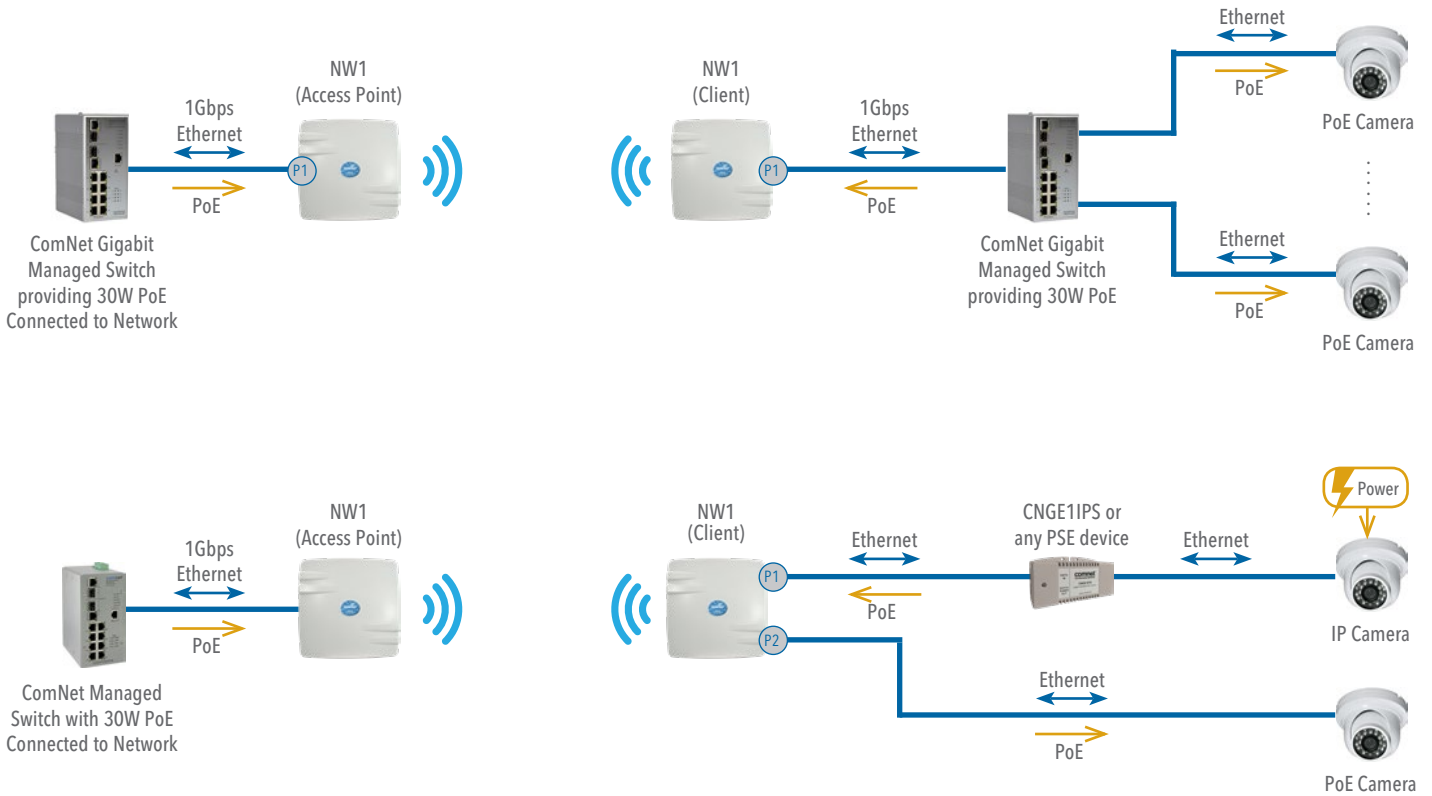 NW1
(Access Point)
1Gbps
Ethernet
P1
PoE
ComNet Gigabit
Managed Switch
providing 30W PoE
Connected to Network
NW1
(Client)
P1
1Gbps
Ethernet
PoE
ComNet Gigabit
Managed Switch
providing 30W PoE
Ethernet
PoE
PoE Camera
Ethernet
PoE
PoE Camera
NW1
(Access Point)
1Gbps
Ethernet
PoE
ComNet Managed
Switch with 30W PoE
Connected to Network
NW1
(Client)
P1
P2
Ethernet
PoE
CNGE1IPS or
any PSE device
COMNET
Ethernet
Power
IP Camera
Ethernet
PoE
PoE Camera